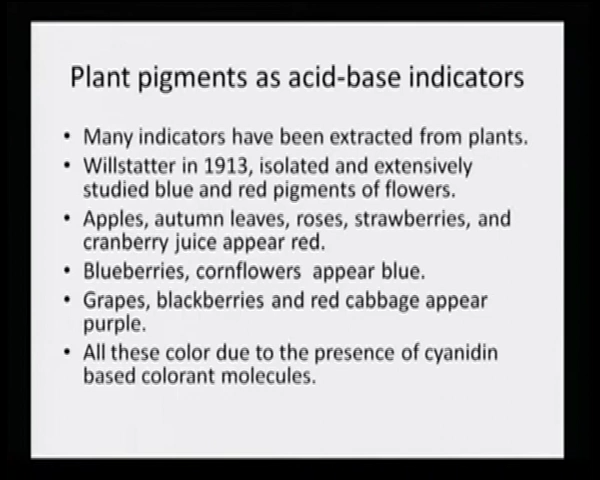 Plant pigments as acid-base indicators
• Many indicators have been extracted from plants.
• Willstatter in 1913, isolated and extensively
studied blue and red pigments of flowers.
• Apples, autumn leaves, roses, strawberries, and
cranberry juice appear red.
• Blueberries, cornflowers appear blue.
• Grapes, blackberries and red cabbage appear
purple.
• All these color due to the presence of cyanidin
based colorant molecules.